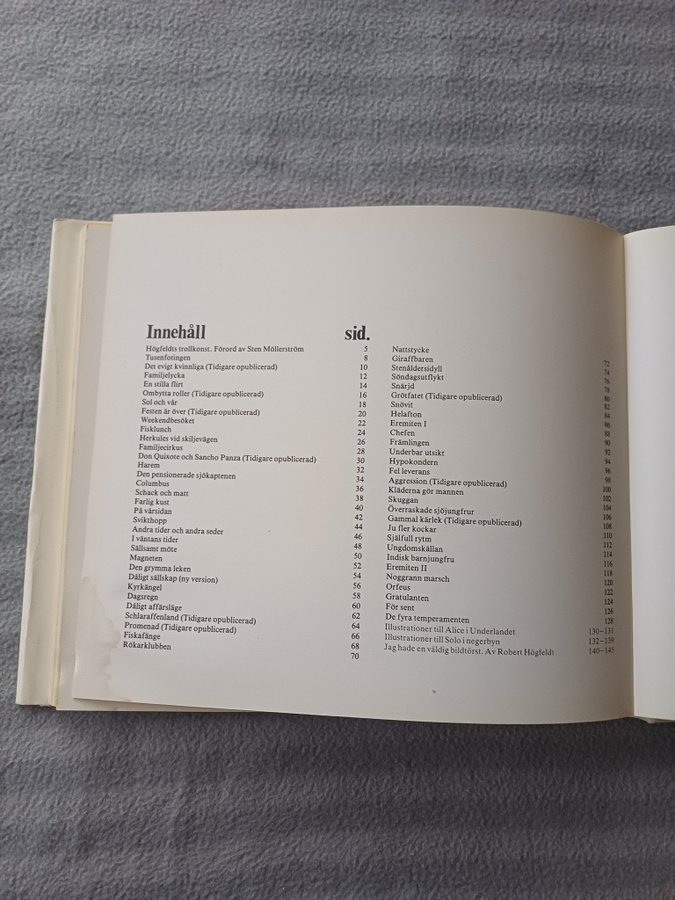 Innehåll sid.
Högfeldts trollkonst. Förord av Sten Möllerström 5
Tusenfotingen 8
Det evigt kvinnliga (Tidigare opublicerad) 10
Familjelycka 12
En stilla flirt 14
Ombytta roller (Tidigare opublicerad) 16
Sol och vår 18
Festen är över (Tidigare opublicerad) 20
Weekendbesöket 22
Fisklunch 24
Herkules vid skiljevägen 26
Familjecirkus 28
Don Quixote och Sancho Panza (Tidigare opublicerad) 30
Harem 32
Den pensionerade sjökaptenen 34
Columbus 36
Schack och matt 38
Farlig kust 40
På vårsidan 42
Svikthopp 44
Andra tider och andra seder 46
I väntans tider 48
Sällsamt möte 50
Magneten 52
Den grymma leken 54
Dåligt sällskap (ny version) 56
Kyrkängel 58
Dagsregn 60
Dåligt affärsläge 62
Schlaraffenland (Tidigare opublicerad) 64
Promenad (Tidigare opublicerad) 66
Fiskafänge 68
Rökarklubben 70
Nattstycke 72
Giraffbaren 74
Stenåldersidyll 76
Söndagsutflykt 78
Snärjd 80
Grötfatet (Tidigare opublicerad) 82
Snövit 84
Helafton 86
Eremiten I 88
Chefen 90
Främlingen 92
Underbar utsikt 94
Hypokondern 96
Fel leverans 98
Aggression (Tidigare opublicerad) 100
Kläderna gör mannen 102
Skuggan 104
Överraskade sjöjungfrur 106
Gammal kärlek (Tidigare opublicerad) 108
Ju fler kockar 110
Själfull rytm 112
Ungdomskällan 114
Indisk barnjungfru 116
Eremiten II 118
Noggrann marsch 120
Orfeus 122
Gratulanten 124
För sent 126
De fyra temperamenten 128
Illustrationer till Alice i Underlandet 130–131
Illustrationer till Solo i negerbyn 132–139
Jag hade en väldig bildtörst. Av Robert Högfeldt 140–145